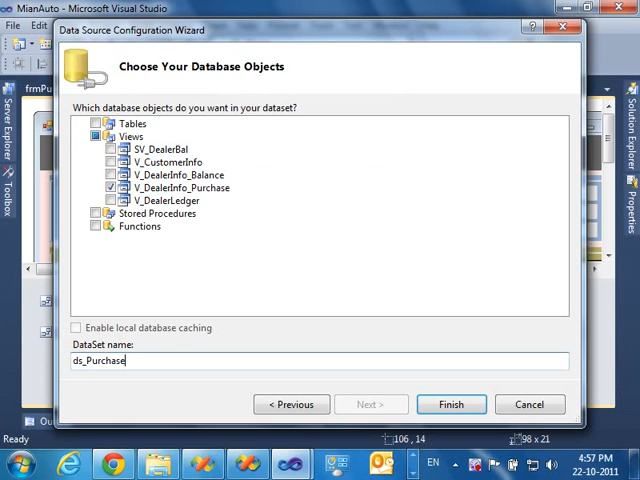 MianAuto - Microsoft Visual Studio
File
Edit
Data Source Configuration Wizard
Choose Your Database Objects
frmPu
Which database objects do you want in your dataset?
Tables
Views
SV_DealerBal
V_CustomerInfo
V_DealerInfo_Balance
V_DealerInfo_Purchase
V_DealerLedger
Stored Procedures
Functions
Server Explorer
Toolbox
Solution Explorer
Properties
Enable local database caching
DataSet name:
ds_Purchase
< Previous
Next >
Finish
Cancel
Ou
Ready
106 , 14
98 x 21
EN
4:57 PM
22-10-2011